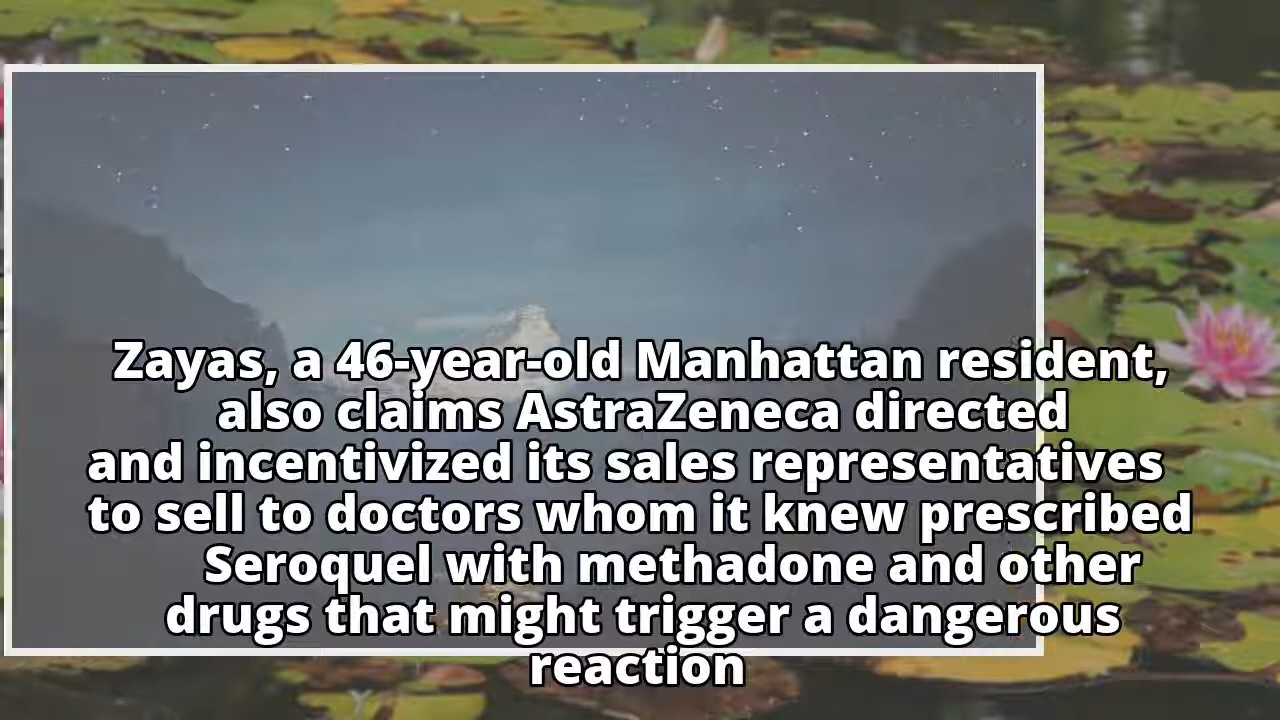 Zayas, a 46-year-old Manhattan resident,
also claims AstraZeneca directed
and incentivized its sales representatives
to sell to doctors whom it knew prescribed
Seroquel with methadone and other
drugs that might trigger a dangerous
reaction